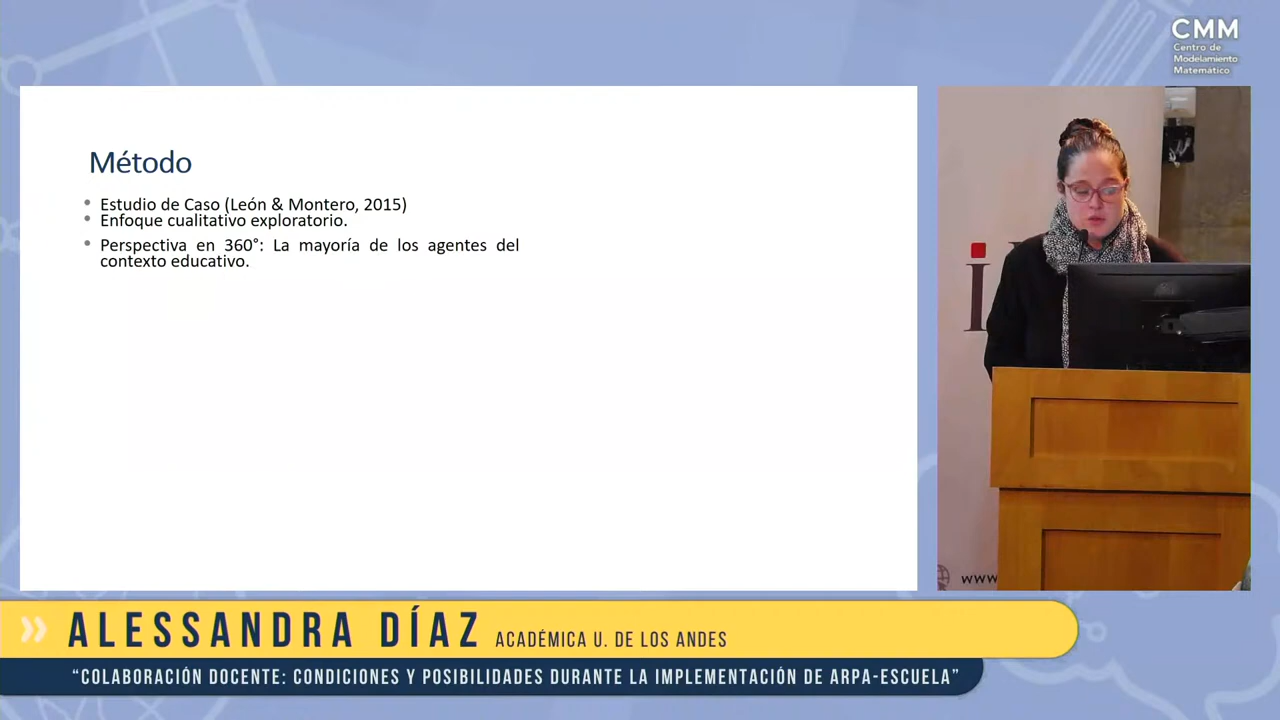 CMM
Centro de
Modelamiento
Matemático
Método
• Estudio de Caso (León & Montero, 2015)
• Enfoque cualitativo exploratorio.
• Perspectiva en 360°: La mayoría de los agentes del
contexto educativo.
www
ALESSANDRA DÍAZ ACADÉMICA U. DE LOS ANDES
“COLABORACIÓN DOCENTE: CONDICIONES Y POSIBILIDADES DURANTE LA IMPLEMENTACIÓN DE ARPA-ESCUELA”